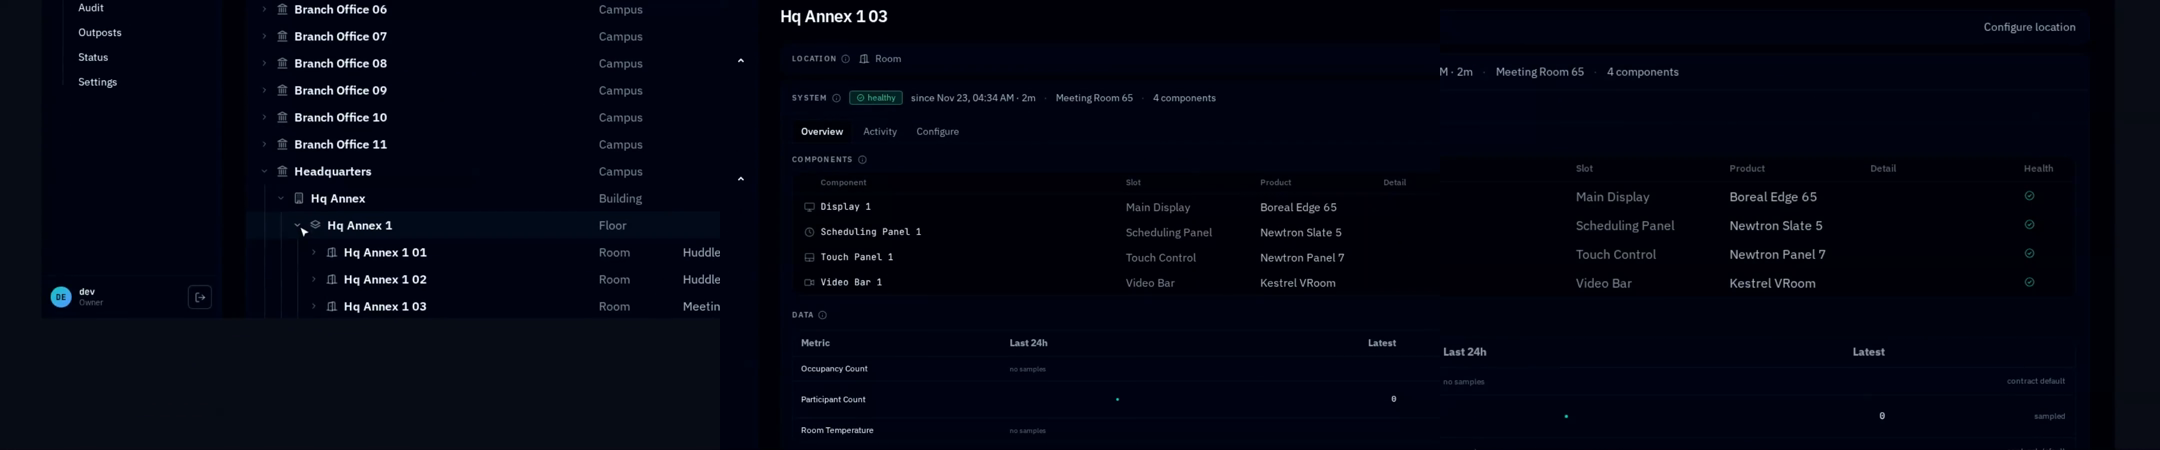 Audit
Outposts
Status
Settings
DE
dev
Owner
Branch Office 06 Campus
Branch Office 07 Campus
Branch Office 08 Campus
Branch Office 09 Campus
Branch Office 10 Campus
Branch Office 11 Campus
Headquarters Campus
Hq Annex Building
Hq Annex 1 Floor
Hq Annex 1 01 Room Huddle
Hq Annex 1 02 Room Huddle
Hq Annex 1 03 Room Meetin
Hq Annex 1 03
LOCATION Room
SYSTEM healthy since Nov 23, 04:34 AM · 2m · Meeting Room 65 · 4 components
Overview Activity Configure
COMPONENTS
Component Slot Product Detail
Display 1 Main Display Boreal Edge 65
Scheduling Panel 1 Scheduling Panel Newtron Slate 5
Touch Panel 1 Touch Control Newtron Panel 7
Video Bar 1 Video Bar Kestrel VRoom
DATA
Metric Last 24h Latest
Occupancy Count no samples
Participant Count 0
Room Temperature no samples
Configure location
M · 2m · Meeting Room 65 · 4 components
Slot Product Detail Health
Main Display Boreal Edge 65
Scheduling Panel Newtron Slate 5
Touch Control Newtron Panel 7
Video Bar Kestrel VRoom
Last 24h Latest
no samples contract default
0 sampled